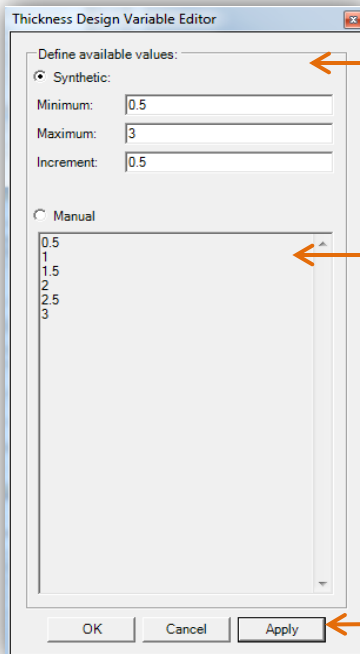 Thickness Design Variable Editor
Define available values:
Synthetic:
Minimum: 0.5
Maximum: 3
Increment: 0.5
Manual
0.5
1
1.5
2
2.5
3
OK Cancel Apply